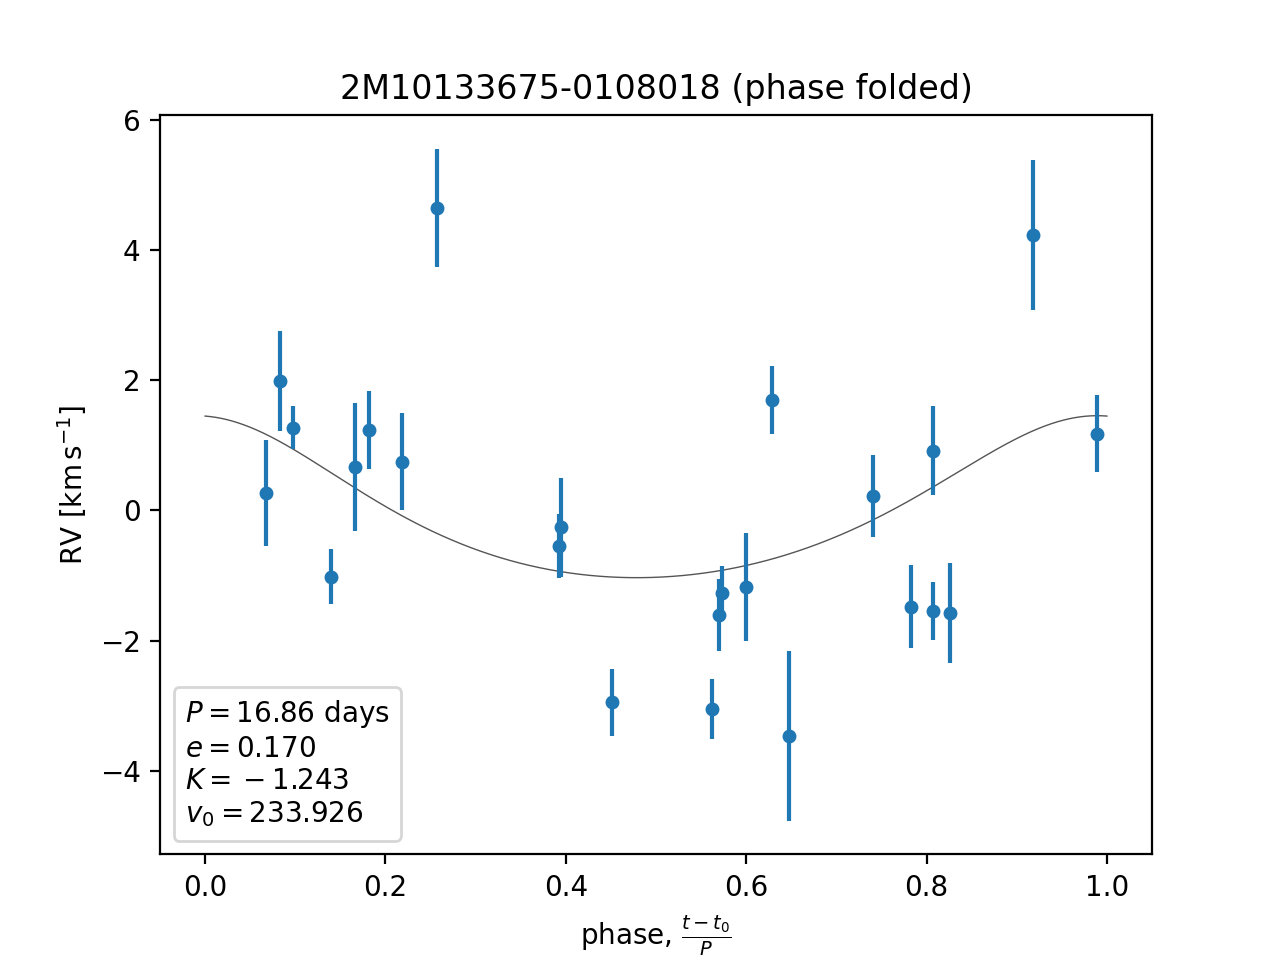 2M10133675-0108018 (phase folded)
6
4
2
0
−2
−4
RV [km s⁻¹]
P = 16.86 days
e = 0.170
K = −1.243
v₀ = 233.926
0.0 0.2 0.4 0.6 0.8 1.0
phase, (t − t₀)/P